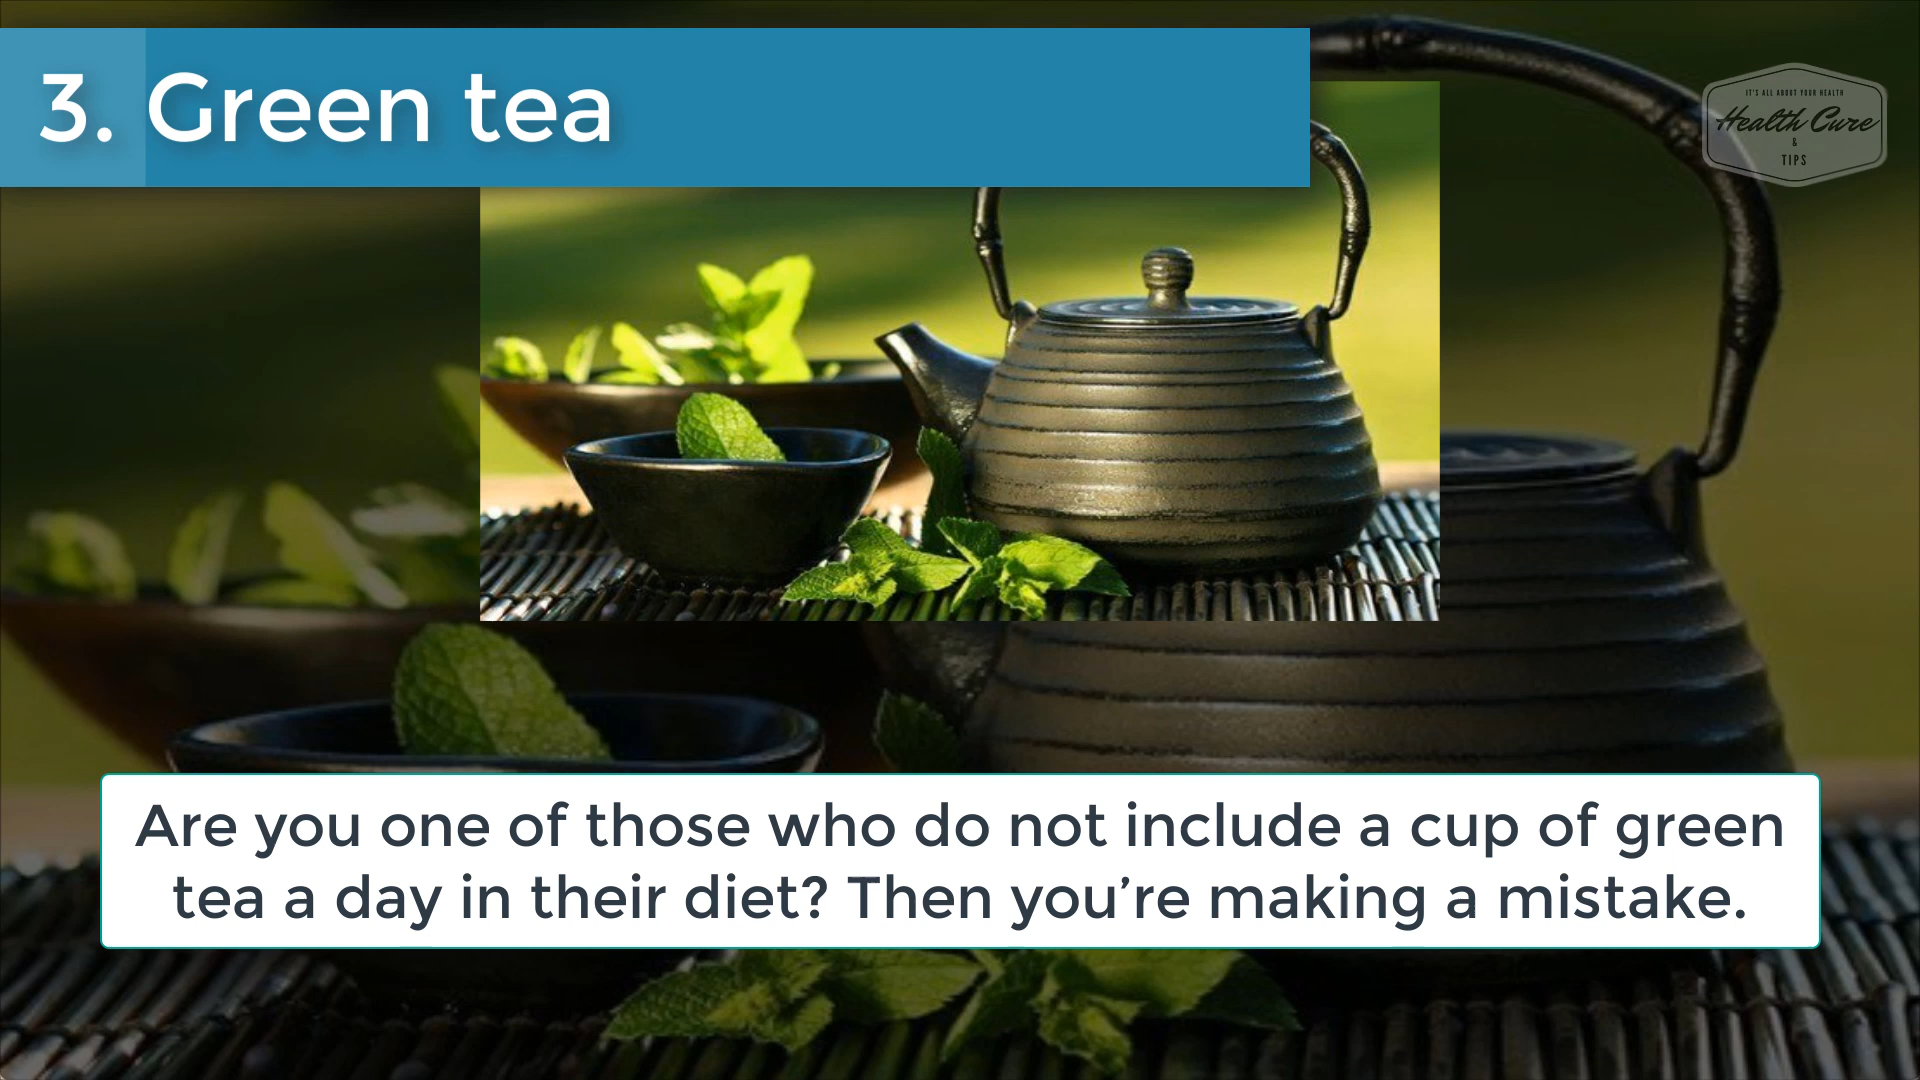 3. Green tea
IT'S ALL ABOUT YOUR HEALTH
Health Cure
&
TIPS
Are you one of those who do not include a cup of green
tea a day in their diet? Then you’re making a mistake.